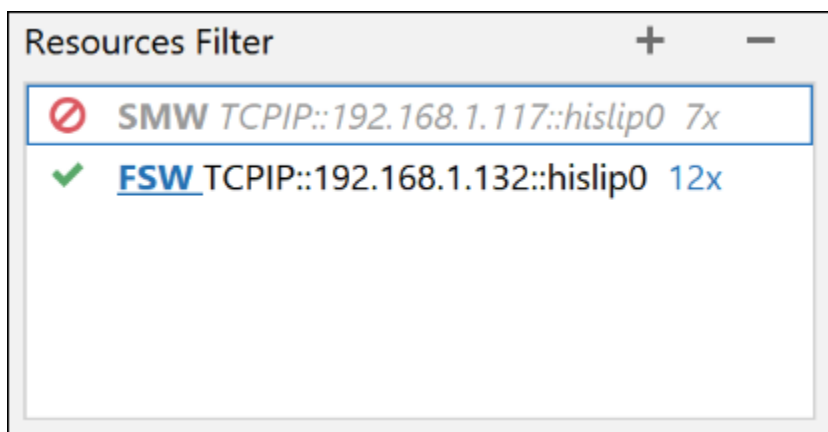 Resources Filter + −
SMW TCPIP::192.168.1.117::hislip0 7x
FSW TCPIP::192.168.1.132::hislip0 12x